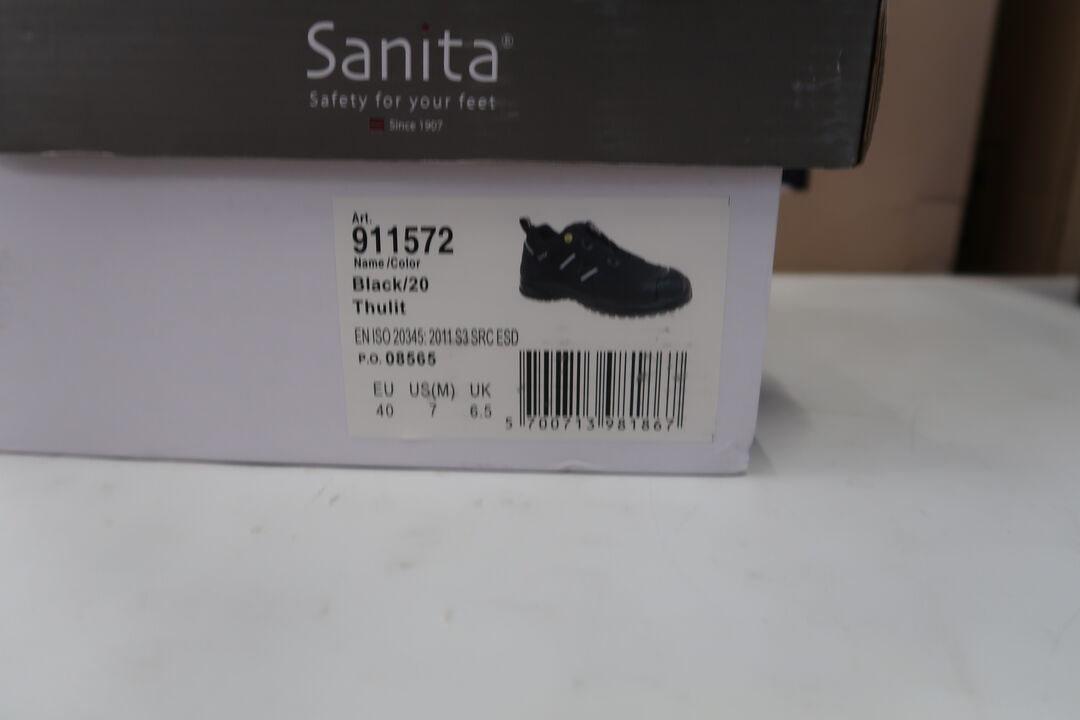 Sanita®
Safety for your feet
Since 1907
Art.
911572
Name/Color
Black/20
Thulit
EN ISO 20345: 2011 S3 SRC ESD
P.O. 08565
EU US(M) UK
40 7 6.5
5 700713 981867